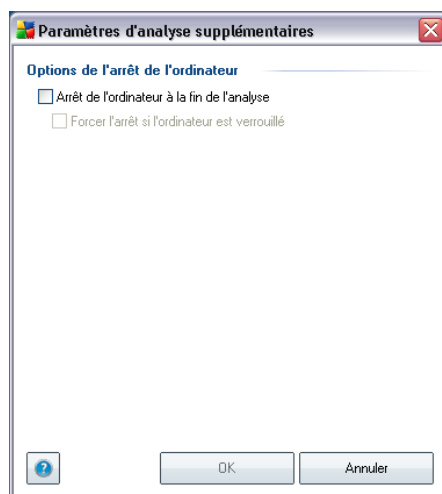 Paramètres d'analyse supplémentaires
Options de l'arrêt de l'ordinateur
Arrêt de l'ordinateur à la fin de l'analyse
Forcer l'arrêt si l'ordinateur est verrouillé
?
OK
Annuler